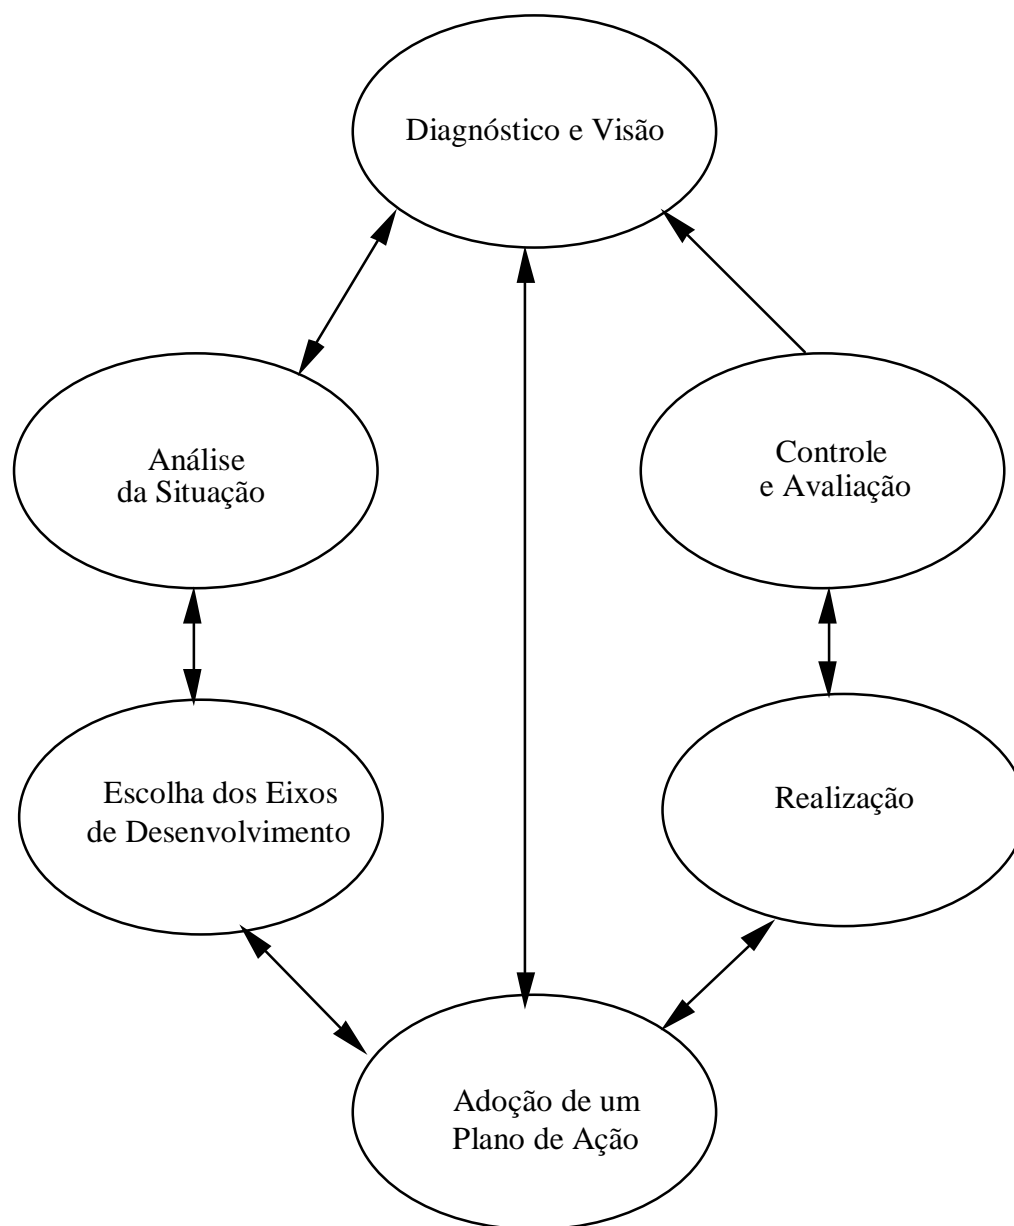 Diagnóstico e Visão
Análise
da Situação
Controle
e Avaliação
Escolha dos Eixos
de Desenvolvimento
Realização
Adoção de um
Plano de Ação